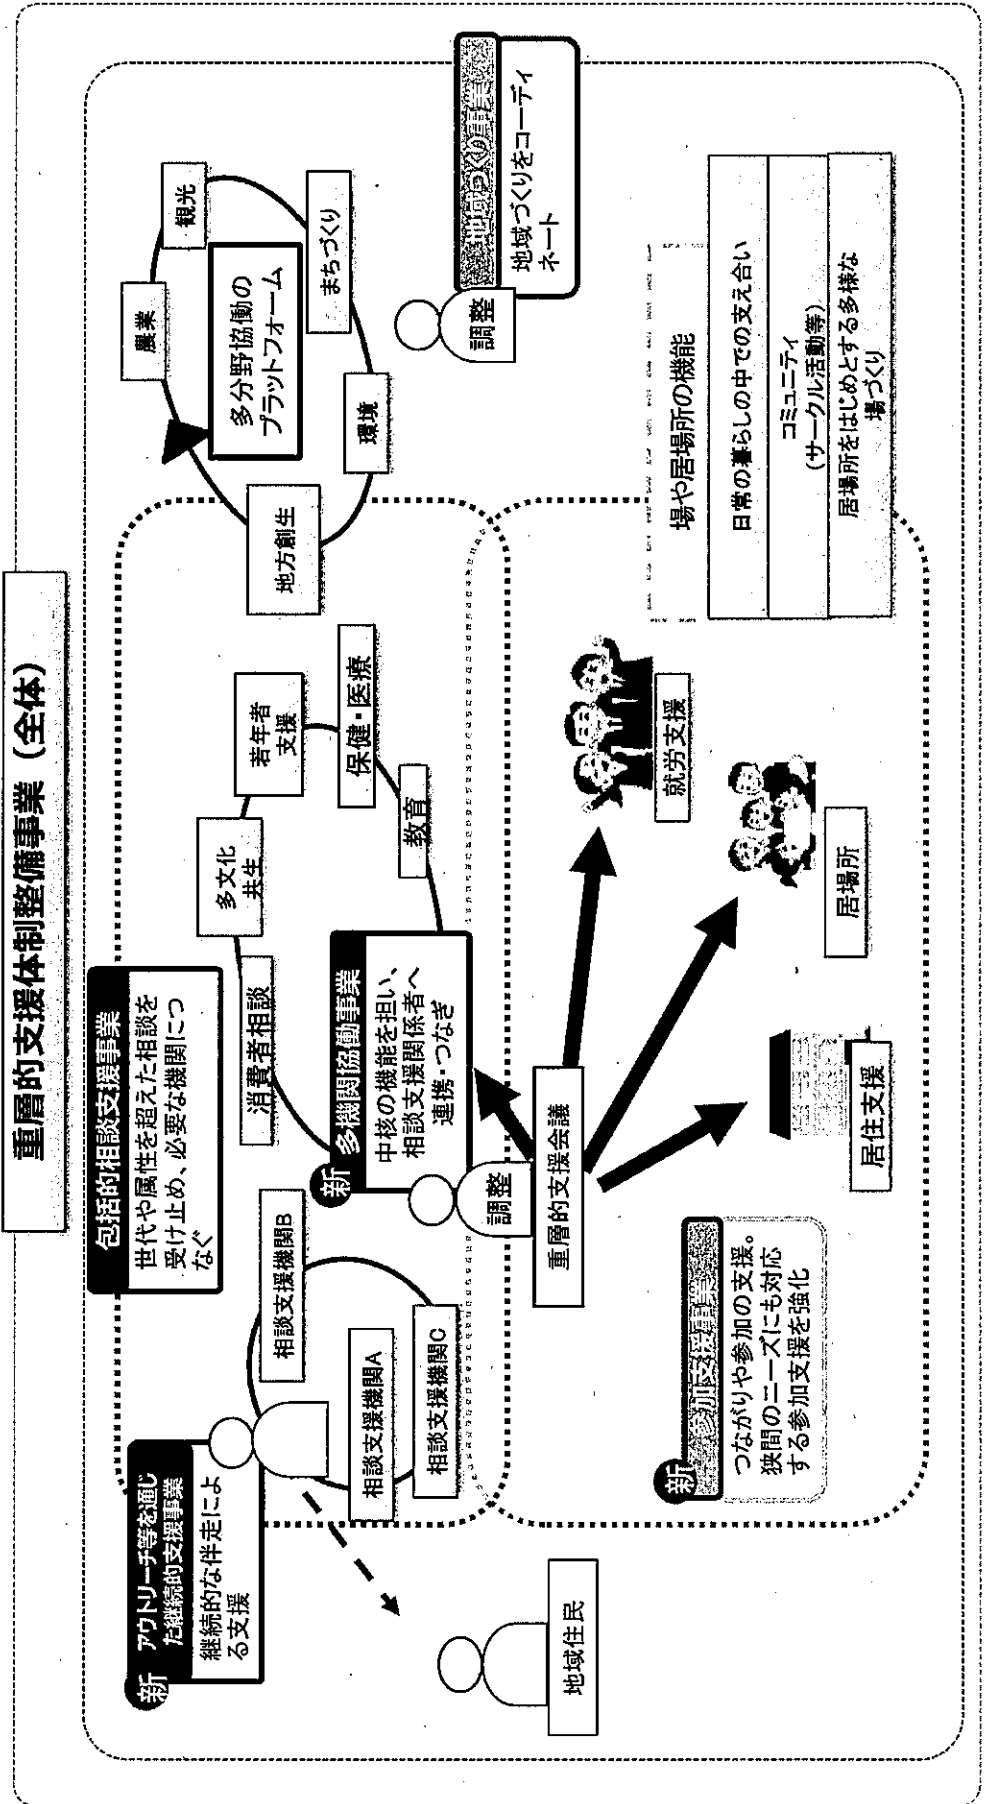 重層的支援体制整備事業（全体）
新
アウトリーチ等を通じ
た継続的支援事業
継続的な伴走によ
る支援
包括的相談支援事業
世代や属性を超えた相談を
受け止め、必要な機関につ
なぐ
相談支援機関B
相談支援機関A
相談支援機関C
新
多機関協働事業
中核の機能を担い、
相談支援関係者へ
連携・つなぎ
調整
重層的支援会議
消費者相談
多文化
共生
若年者
支援
保健・医療
教育
地方創生
農業
観光
まちづくり
環境
多分野協働の
プラットフォーム
調整
地域づくり事業
地域づくりをコーディ
ネート
地域住民
新
参加支援事業
つながりや参加の支援。
狭間のニーズにも対応
する参加支援を強化
居住支援
居場所
就労支援
場や居場所の機能
日常の暮らしの中での支え合い
コミュニティ
（サークル活動等）
居場所をはじめとする多様な
場づくり